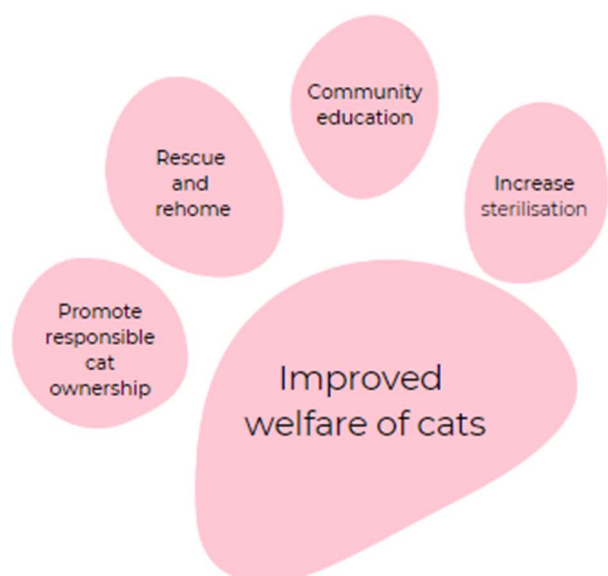 Community
education
Rescue
and
rehome
Increase
sterilisation
Promote
responsible
cat
ownership
Improved
welfare of cats